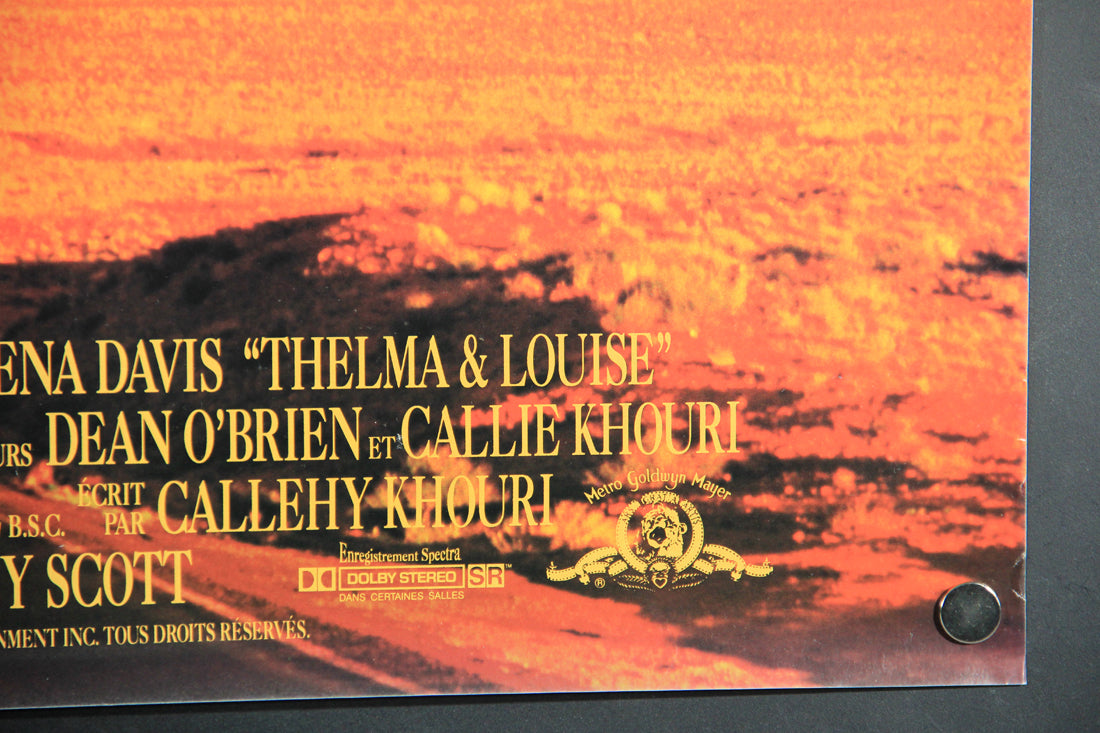 ENA DAVIS “THELMA & LOUISE”
URS DEAN O’BRIEN ET CALLIE KHOURI
B.S.C. ÉCRIT PAR CALLEHY KHOURI
Metro Goldwyn Mayer
Y SCOTT
Enregistrement Spectra
DOLBY STEREO SR™
DANS CERTAINES SALLES
®
NMENT INC. TOUS DROITS RÉSERVÉS.